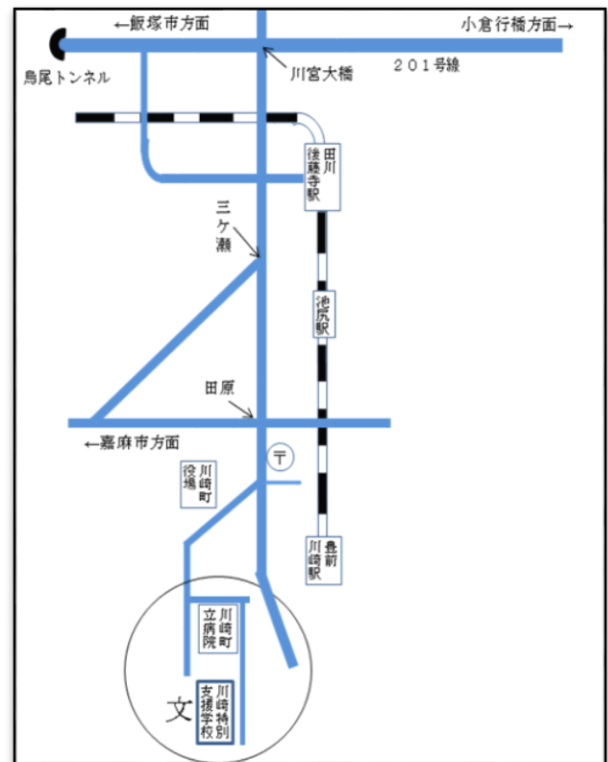 ←飯塚市方面
小倉行橋方面→
烏尾トンネル
川宮大橋
201号線
田川
後藤寺駅
三ケ瀬
池尻駅
田原
←嘉麻市方面
〒
川崎町
役場
豊前
川崎駅
川崎町
立病院
文
川崎特別
支援学校